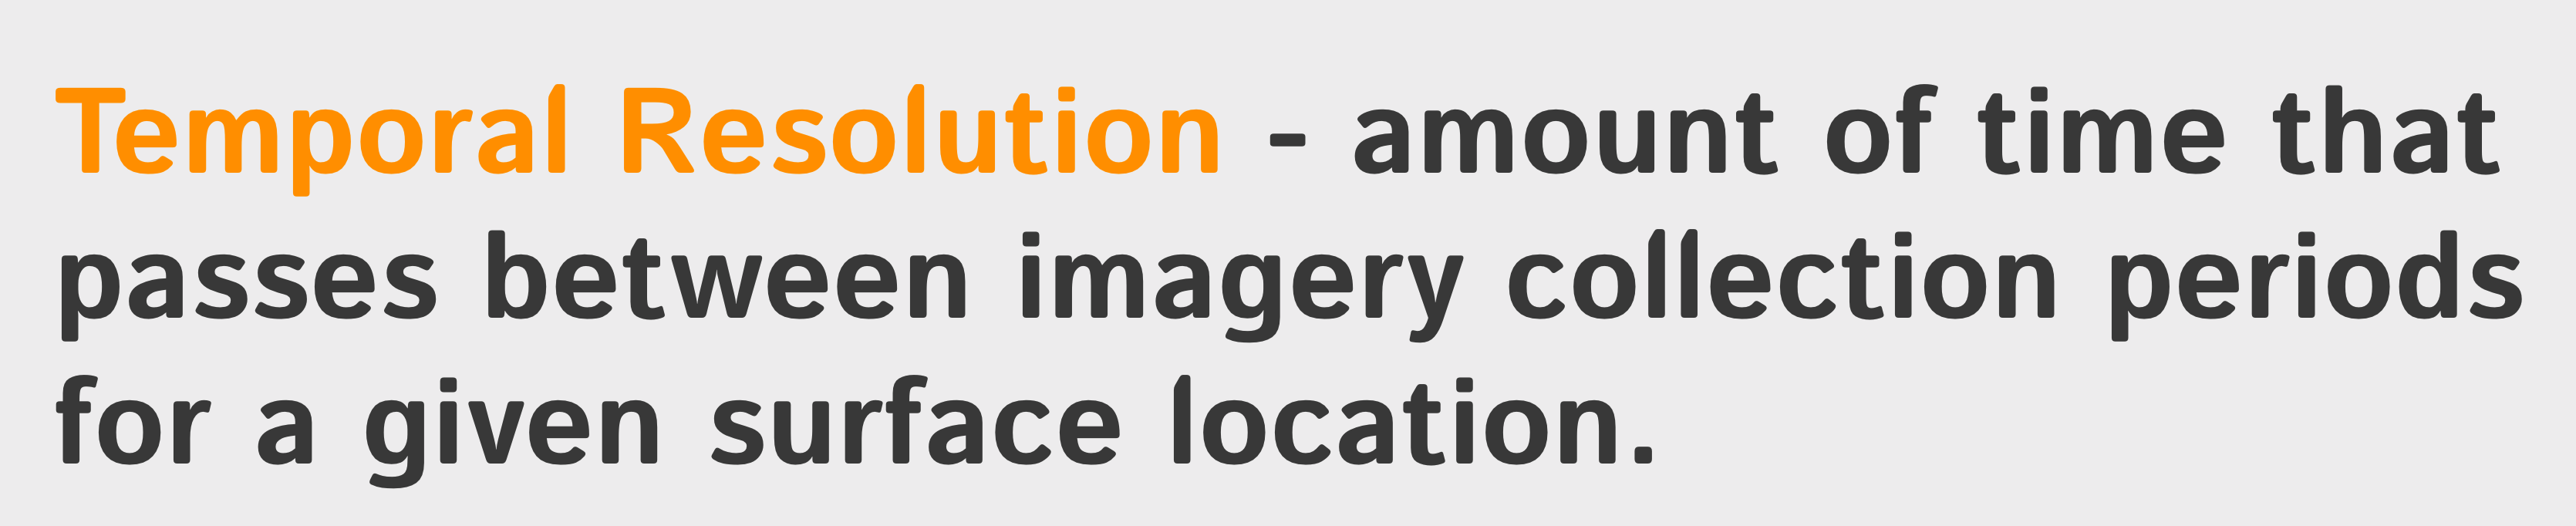 Temporal Resolution - amount of time that
passes between imagery collection periods
for a given surface location.